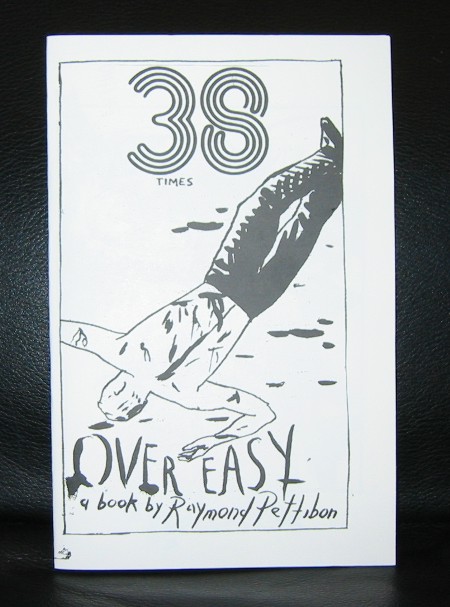 38
TIMES
OVER EASY
a book by Raymond Pettibon